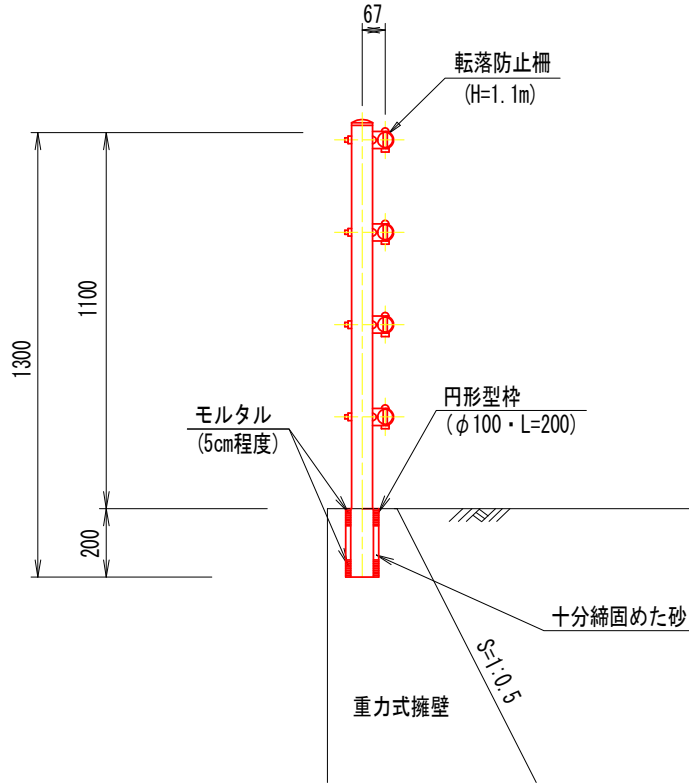 67
転落防止柵
(H=1.1m)
1300
1100
200
モルタル
(5cm程度)
円形型枠
(φ100・L=200)
十分締固めた砂
S=1:0.5
重力式擁壁